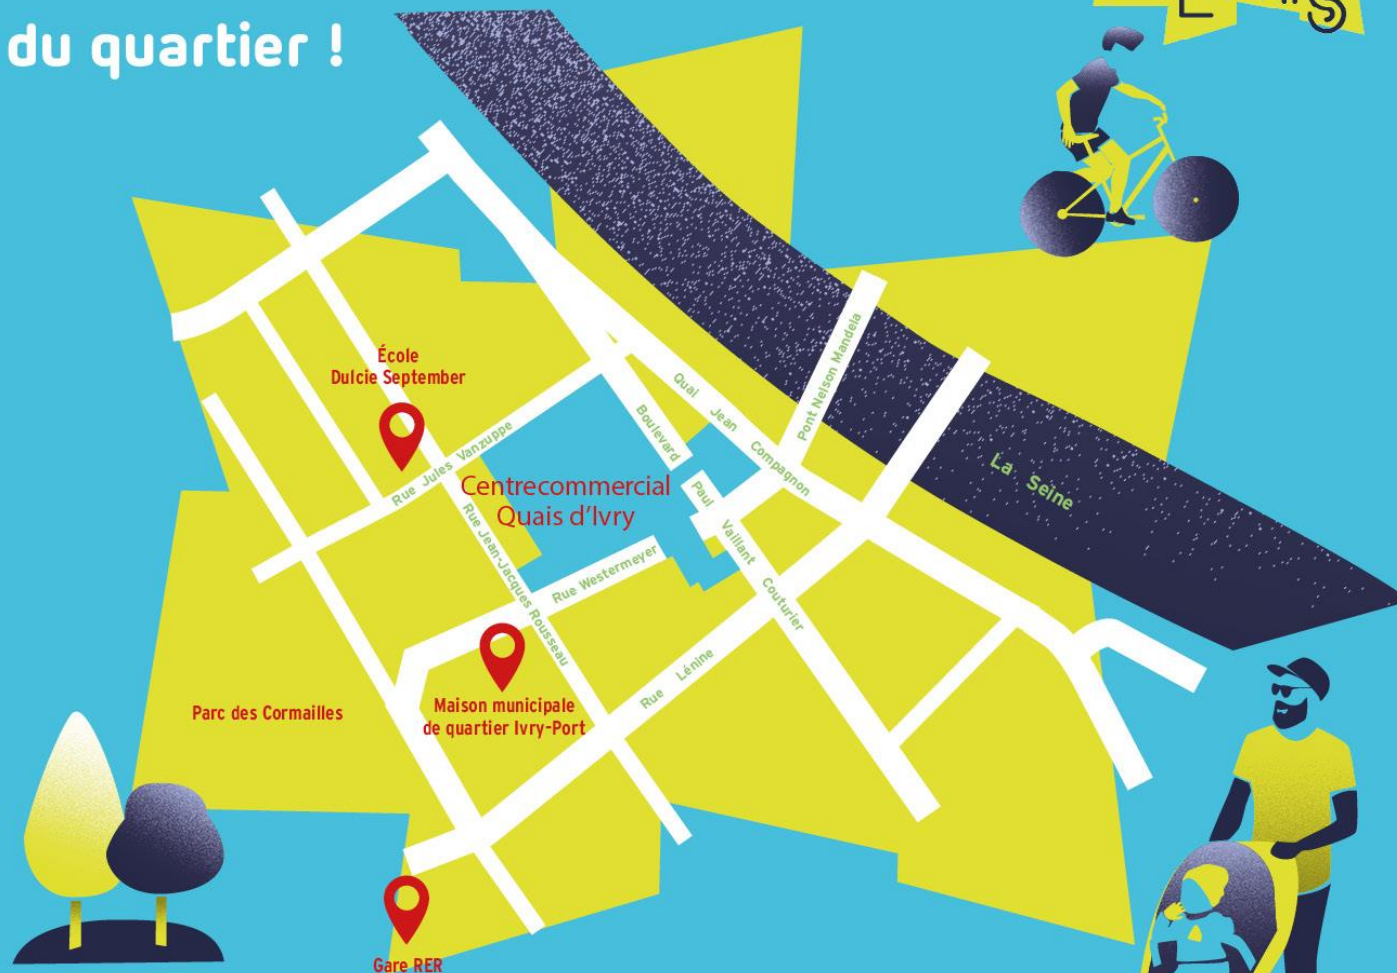 du quartier !
École
Dulcie September
Rue Jules Vanzuppe
Centrecommercial
Quais d'Ivry
Boulevard Paul Vaillant Couturier
Quai Jean Compagnon
Pont Nelson Mandela
La Seine
Rue Jean-Jacques Rousseau
Rue Westermeyer
Rue Lénine
Parc des Cormailles
Maison municipale
de quartier Ivry-Port
Gare RER